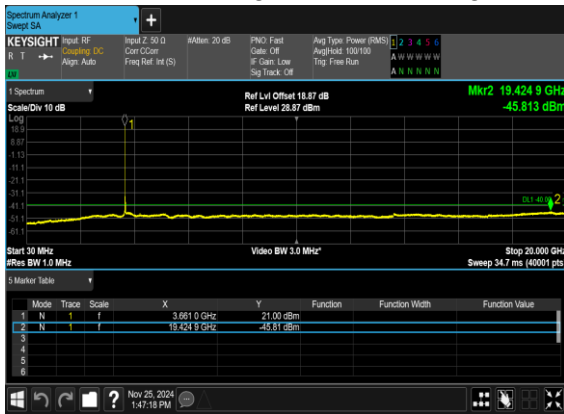 Spectrum Analyzer 1
Swept SA
KEYSIGHT Input: RF Input Z: 50 Ω #Atten: 20 dB PNO: Fast Avg Type: Power (RMS) 1 2 3 4 5 6
R T Coupling: DC Corr CCorr Gate: Off Avg|Hold: 100/100 A W W W W W
Align: Auto Freq Ref: Int (S) IF Gain: Low Trig: Free Run
Sig Track: Off A N N N N N
1 Spectrum Ref Lvl Offset 18.87 dB Mkr2 19.424 9 GHz
Scale/Div 10 dB Ref Level 28.87 dBm -45.813 dBm
Log
18.9
8.87
-1.13
-11.1
-21.1
-31.1
-41.1
-51.1
-61.1
1
2
Start 30 MHz Video BW 3.0 MHz* Stop 20.000 GHz
#Res BW 1.0 MHz Sweep 34.7 ms (40001 pts)
5 Marker Table
Mode Trace Scale X Y Function Function Width Function Value
1 N 1 f 3.661 0 GHz 21.00 dBm
2 N 1 f 19.424 9 GHz -45.81 dBm
3
4
5
6
? Nov 25, 2024
1:47:18 PM